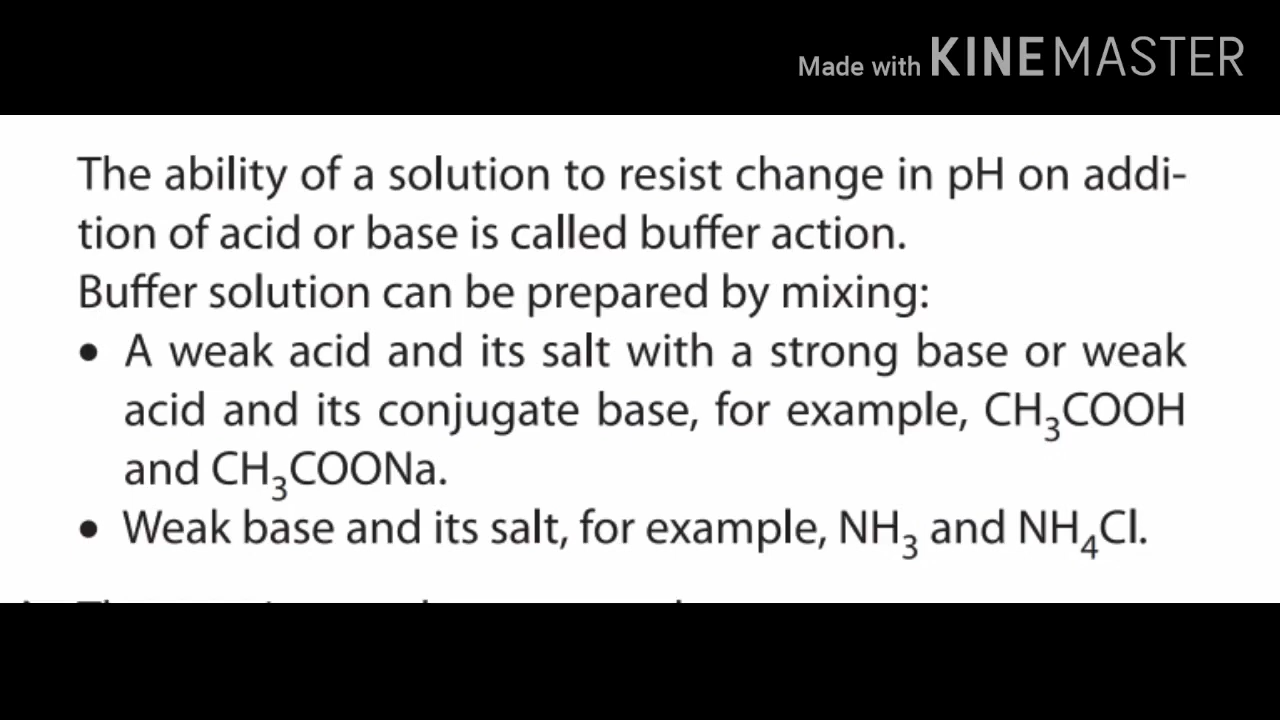 Made with KINEMASTER
The ability of a solution to resist change in pH on addi-
tion of acid or base is called buffer action.
Buffer solution can be prepared by mixing:
• A weak acid and its salt with a strong base or weak
acid and its conjugate base, for example, CH₃COOH
and CH₃COONa.
• Weak base and its salt, for example, NH₃ and NH₄Cl.